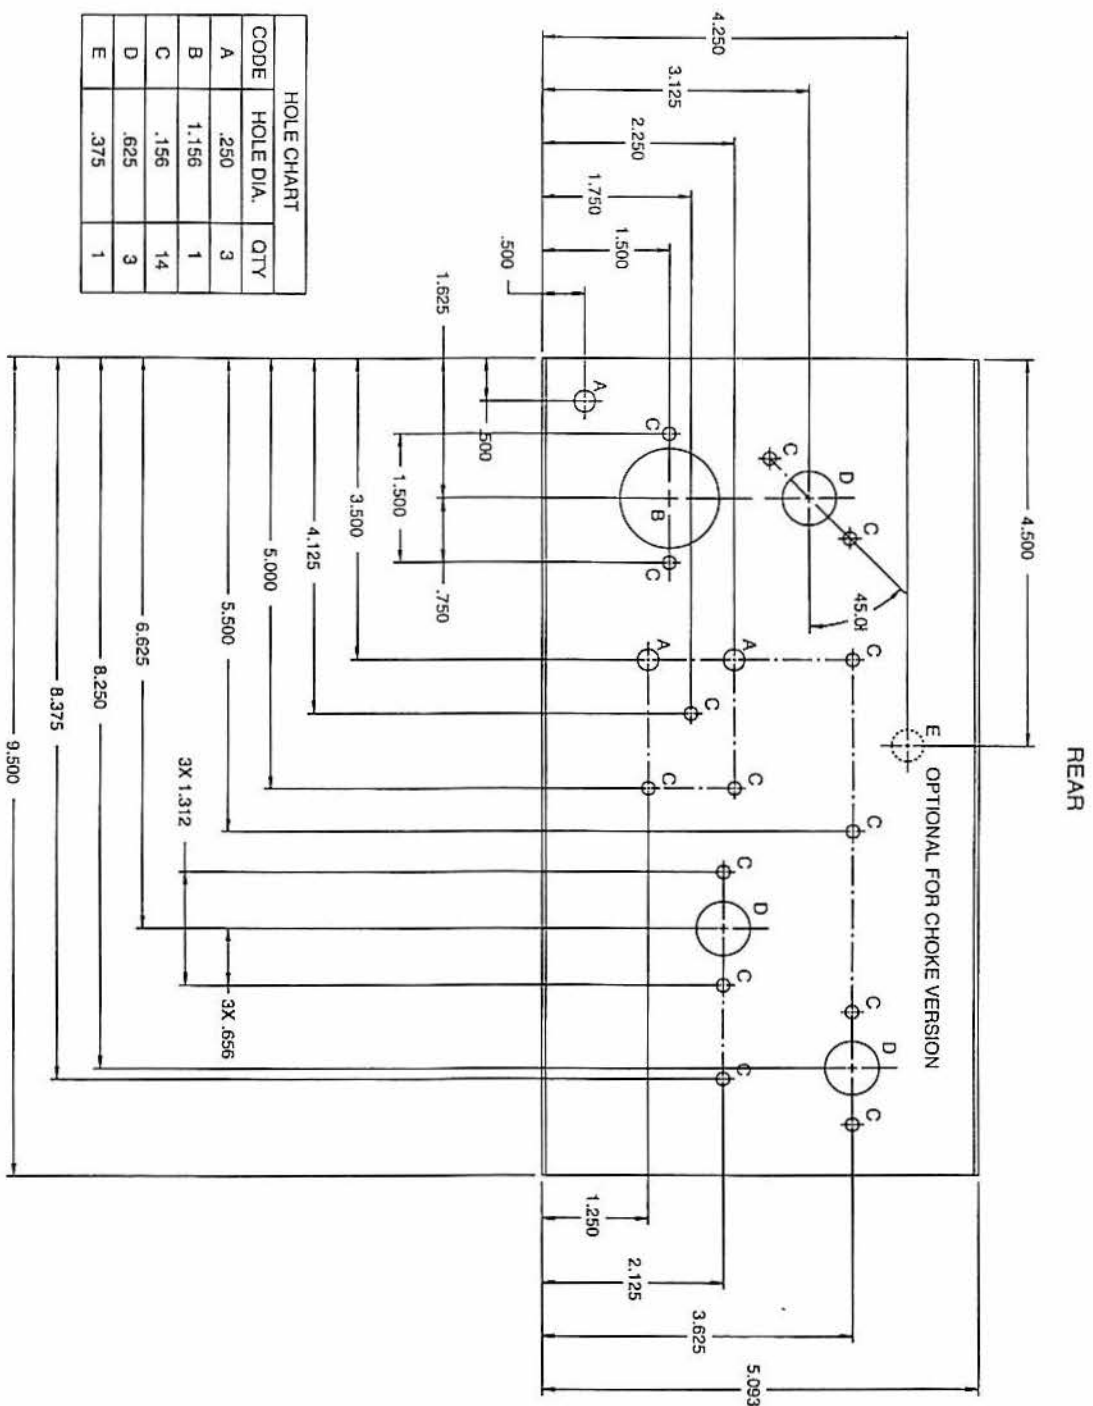 REAR
4.500
E OPTIONAL FOR CHOKE VERSION
D
C
C
C
C
C
45.0
D
C
D
5.093
A
C
C
C
C
4.250
C
3.625
3.125
A
C
C
B
C
2.250
2.125
1.500
A
1.750
1.250
.500
.500
1.625
.750
1.500
3.500
4.125
5.000
5.500
3X .656
3X 1.312
6.625
8.250
8.375
9.500
HOLE CHART
CODE HOLE DIA. QTY
A .250 3
B 1.156 1
C .156 14
D .625 3
E .375 1